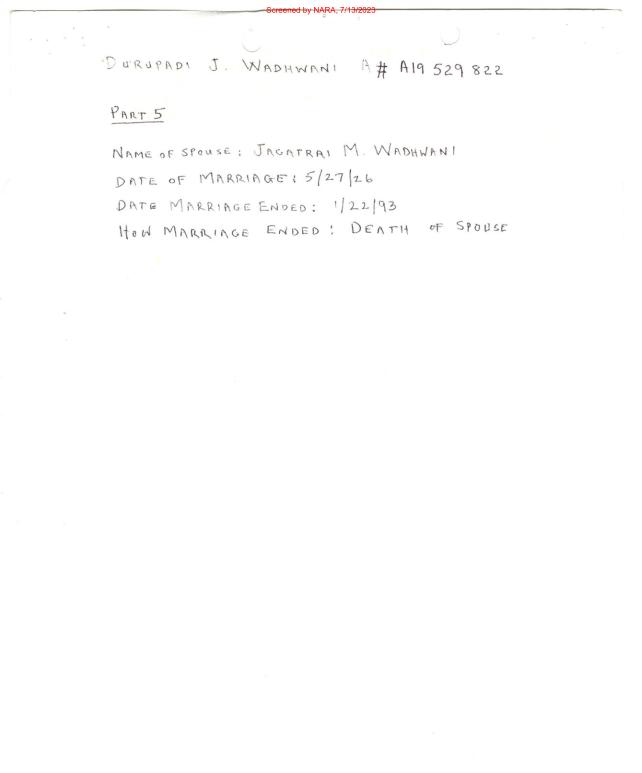 Screened by NARA, 7/13/2023
DURUPADI J. WADHWANI A# A19 529 822
PART 5
NAME OF SPOUSE: JAGATRAI M. WADHWANI
DATE OF MARRIAGE: 5/27/26
DATE MARRIAGE ENDED: 1/22/93
HOW MARRIAGE ENDED: DEATH OF SPOUSE